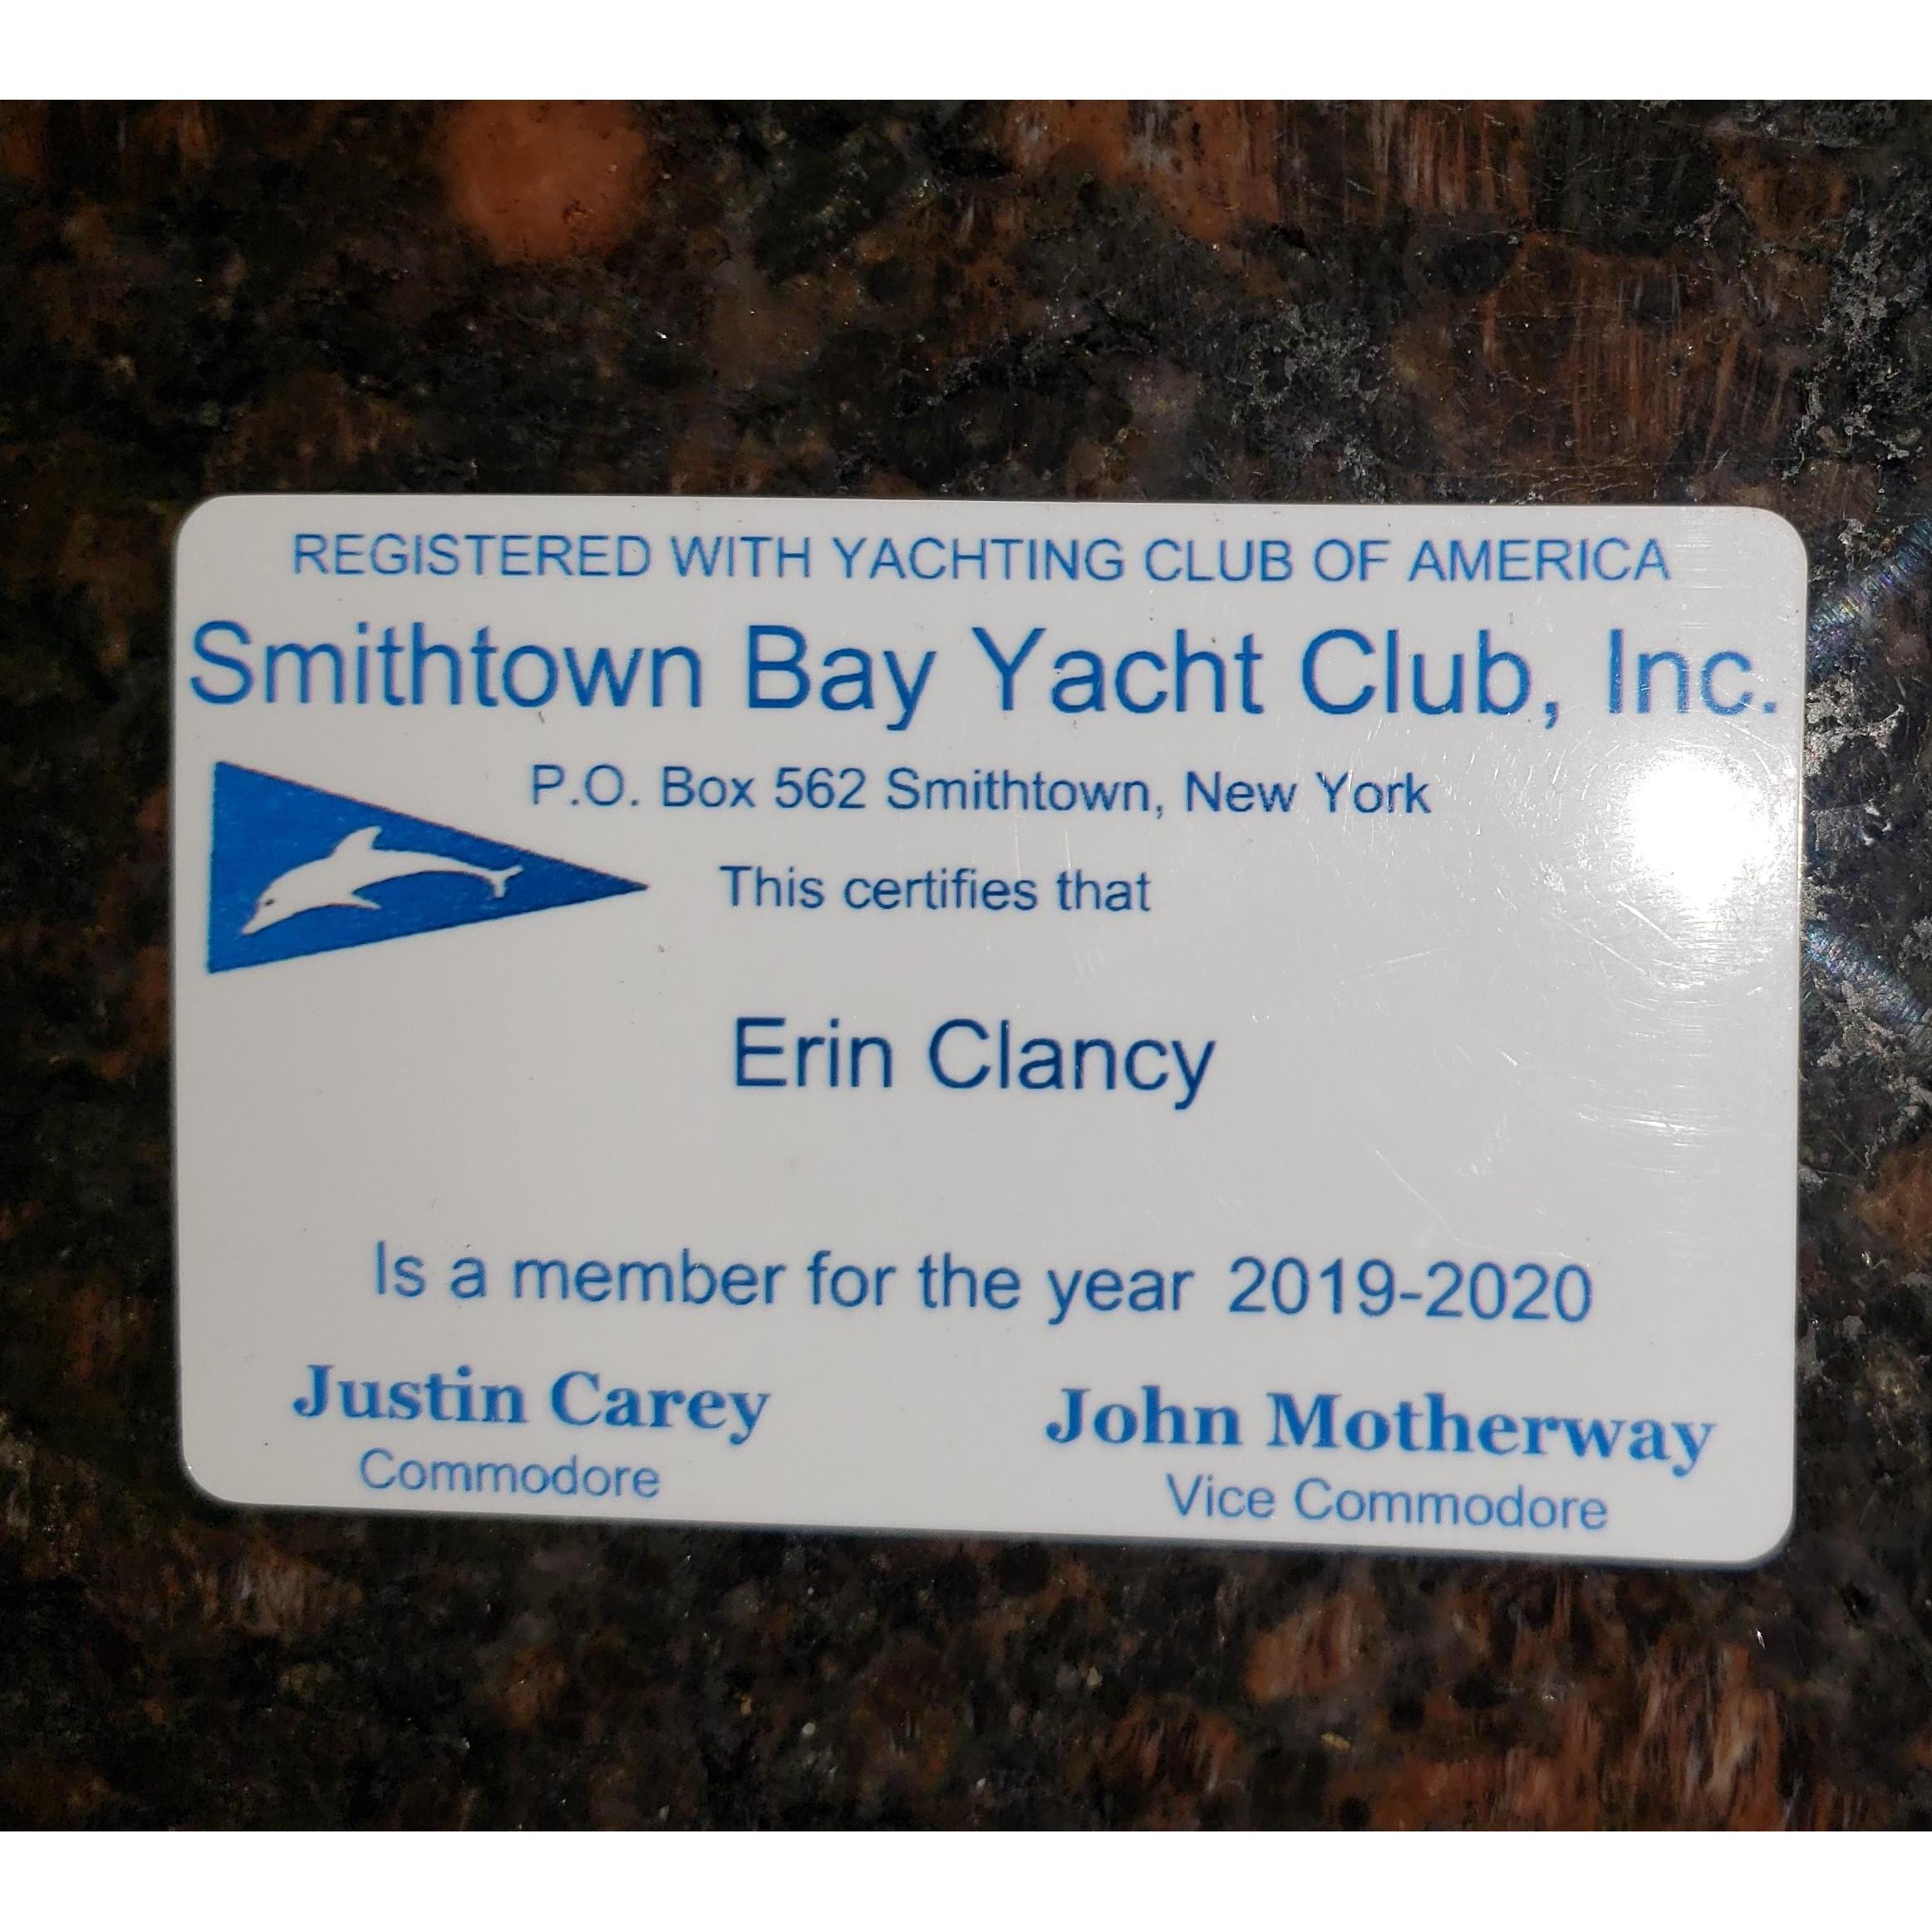 REGISTERED WITH YACHTING CLUB OF AMERICA
Smithtown Bay Yacht Club, Inc.
P.O. Box 562 Smithtown, New York
This certifies that
Erin Clancy
Is a member for the year 2019-2020
Justin Carey
Commodore
John Motherway
Vice Commodore